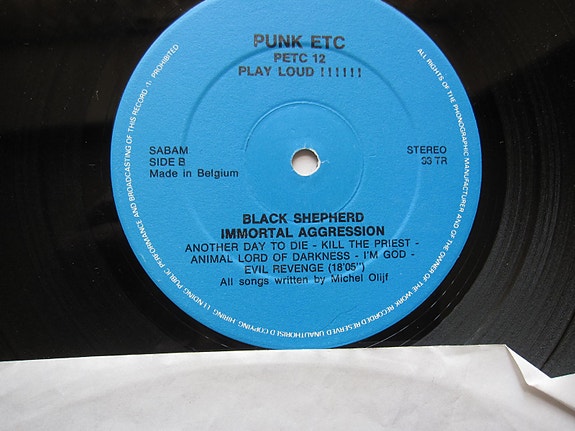 PUNK ETC
PETC 12
PLAY LOUD !!!!!!
SABAM
SIDE B
Made in Belgium
STEREO
33 TR
BLACK SHEPHERD
IMMORTAL AGGRESSION
ANOTHER DAY TO DIE - KILL THE PRIEST -
ANIMAL LORD OF DARKNESS - I'M GOD -
EVIL REVENGE (18'05")
All songs written by Michel Olijf
ALL RIGHTS OF THE PHONOGRAPHIC MANUFACTURER AND OF THE OWNER OF THE WORK RECORDED RESERVED UNAUTHORISED COPYING HIRING LENDING PUBLIC PERFORMANCE AND BROADCASTING OF THIS RECORD PROHIBITED